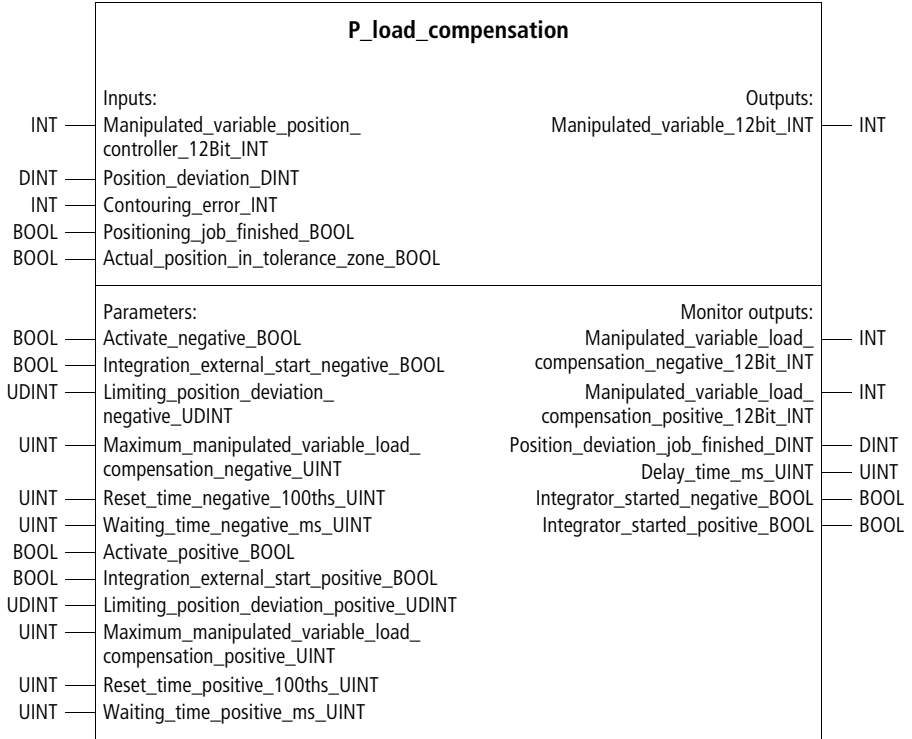 P_load_compensation
Inputs: Outputs:
INT Manipulated_variable_position_ Manipulated_variable_12bit_INT INT
controller_12Bit_INT
DINT Position_deviation_DINT
INT Contouring_error_INT
BOOL Positioning_job_finished_BOOL
BOOL Actual_position_in_tolerance_zone_BOOL
Parameters: Monitor outputs:
BOOL Activate_negative_BOOL Manipulated_variable_load_ INT
BOOL Integration_external_start_negative_BOOL compensation_negative_12Bit_INT
UDINT Limiting_position_deviation_ Manipulated_variable_load_ INT
negative_UDINT compensation_positive_12Bit_INT
UINT Maximum_manipulated_variable_load_ Position_deviation_job_finished_DINT DINT
compensation_negative_UINT Delay_time_ms_UINT UINT
UINT Reset_time_negative_100ths_UINT Integrator_started_negative_BOOL BOOL
UINT Waiting_time_negative_ms_UINT Integrator_started_positive_BOOL BOOL
BOOL Activate_positive_BOOL
BOOL Integration_external_start_positive_BOOL
UDINT Limiting_position_deviation_positive_UDINT
UINT Maximum_manipulated_variable_load_
compensation_positive_UINT
UINT Reset_time_positive_100ths_UINT
UINT Waiting_time_positive_ms_UINT